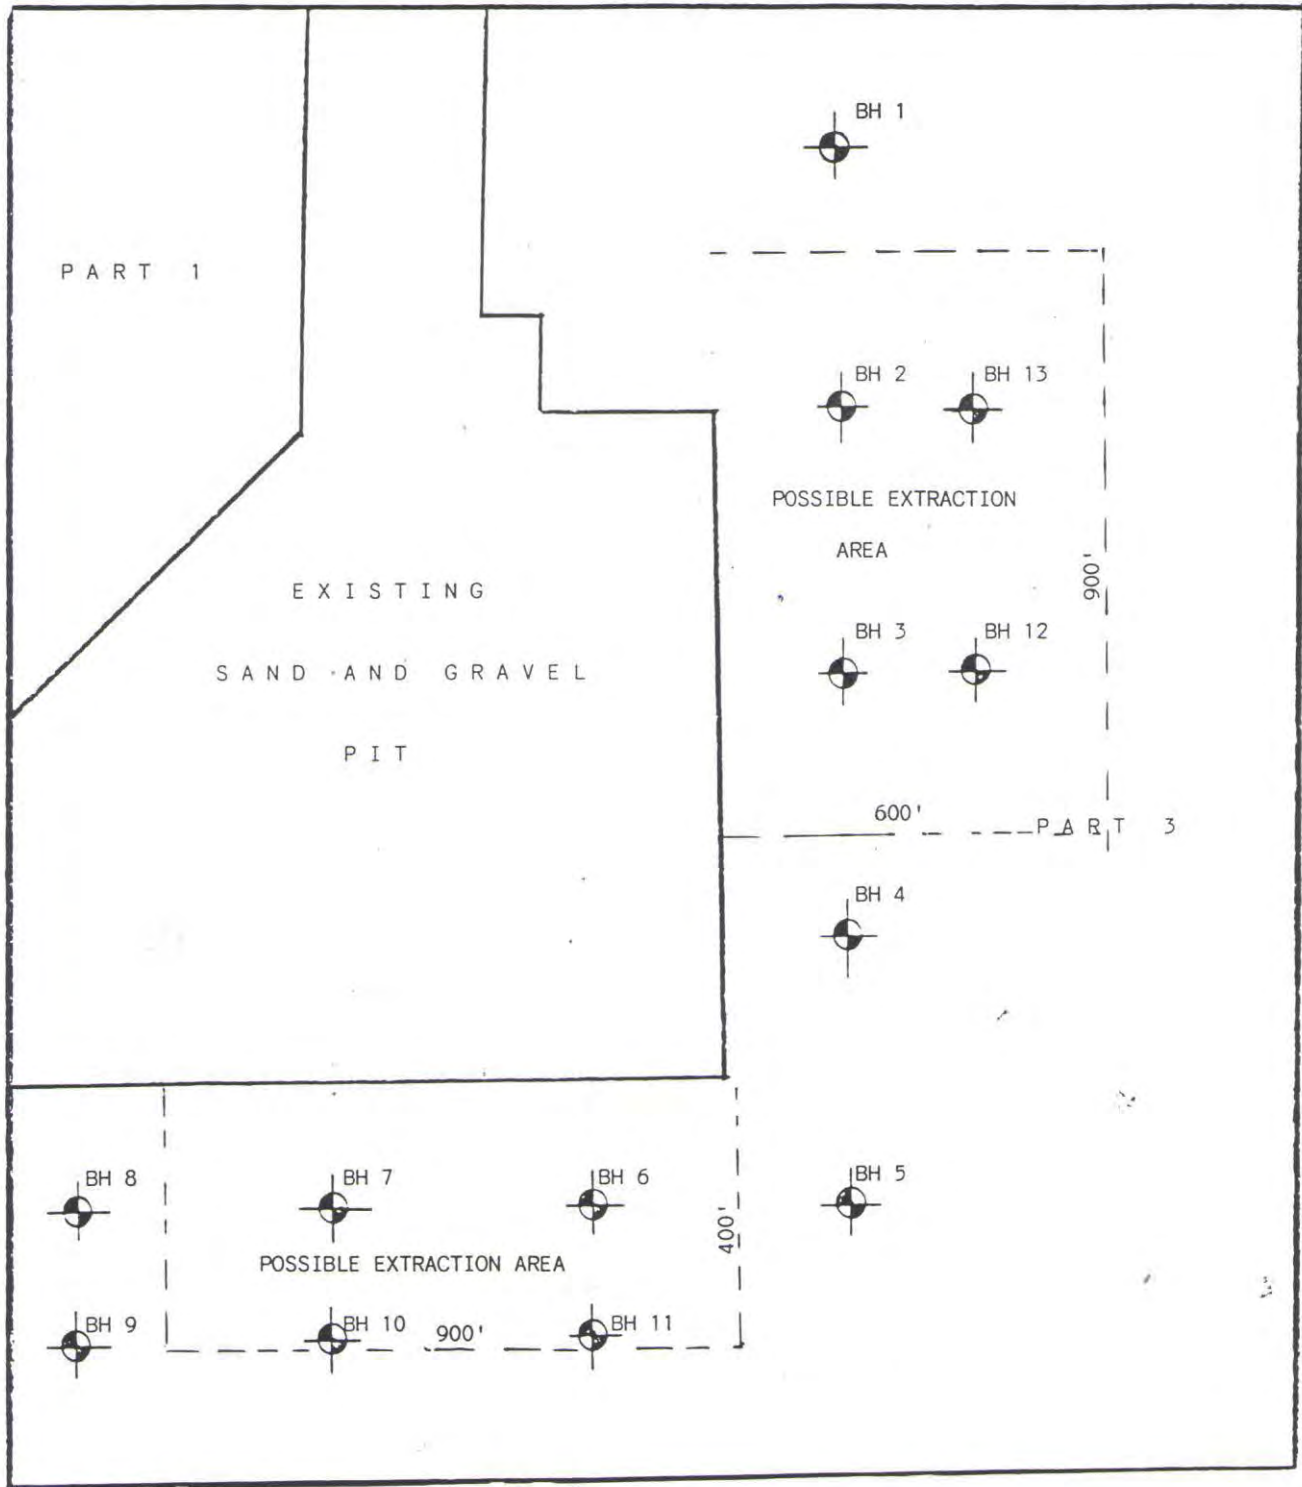 BH 1
PART 1
BH 2
BH 13
POSSIBLE EXTRACTION
AREA
900'
EXISTING
SAND AND GRAVEL
PIT
BH 3
BH 12
600'
PART 3
BH 4
BH 8
BH 7
BH 6
BH 5
400'
POSSIBLE EXTRACTION AREA
BH 9
BH 10
900'
BH 11